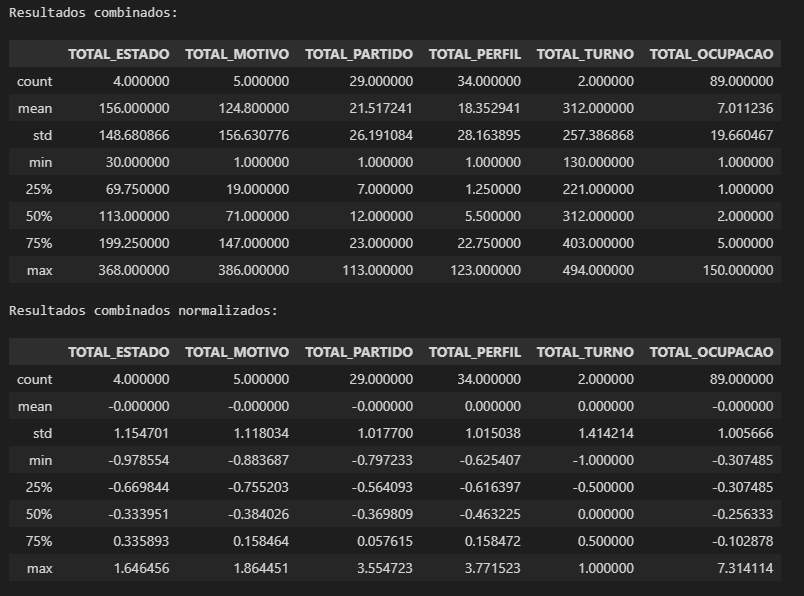 Resultados combinados:
TOTAL_ESTADO TOTAL_MOTIVO TOTAL_PARTIDO TOTAL_PERFIL TOTAL_TURNO TOTAL_OCUPACAO
count 4.000000 5.000000 29.000000 34.000000 2.000000 89.000000
mean 156.000000 124.800000 21.517241 18.352941 312.000000 7.011236
std 148.680866 156.630776 26.191084 28.163895 257.386868 19.660467
min 30.000000 1.000000 1.000000 1.000000 130.000000 1.000000
25% 69.750000 19.000000 7.000000 1.250000 221.000000 1.000000
50% 113.000000 71.000000 12.000000 5.500000 312.000000 2.000000
75% 199.250000 147.000000 23.000000 22.750000 403.000000 5.000000
max 368.000000 386.000000 113.000000 123.000000 494.000000 150.000000
Resultados combinados normalizados:
TOTAL_ESTADO TOTAL_MOTIVO TOTAL_PARTIDO TOTAL_PERFIL TOTAL_TURNO TOTAL_OCUPACAO
count 4.000000 5.000000 29.000000 34.000000 2.000000 89.000000
mean -0.000000 -0.000000 -0.000000 0.000000 0.000000 -0.000000
std 1.154701 1.118034 1.017700 1.015038 1.414214 1.005666
min -0.978554 -0.883687 -0.797233 -0.625407 -1.000000 -0.307485
25% -0.669844 -0.755203 -0.564093 -0.616397 -0.500000 -0.307485
50% -0.333951 -0.384026 -0.369809 -0.463225 0.000000 -0.256333
75% 0.335893 0.158464 0.057615 0.158472 0.500000 -0.102878
max 1.646456 1.864451 3.554723 3.771523 1.000000 7.314114